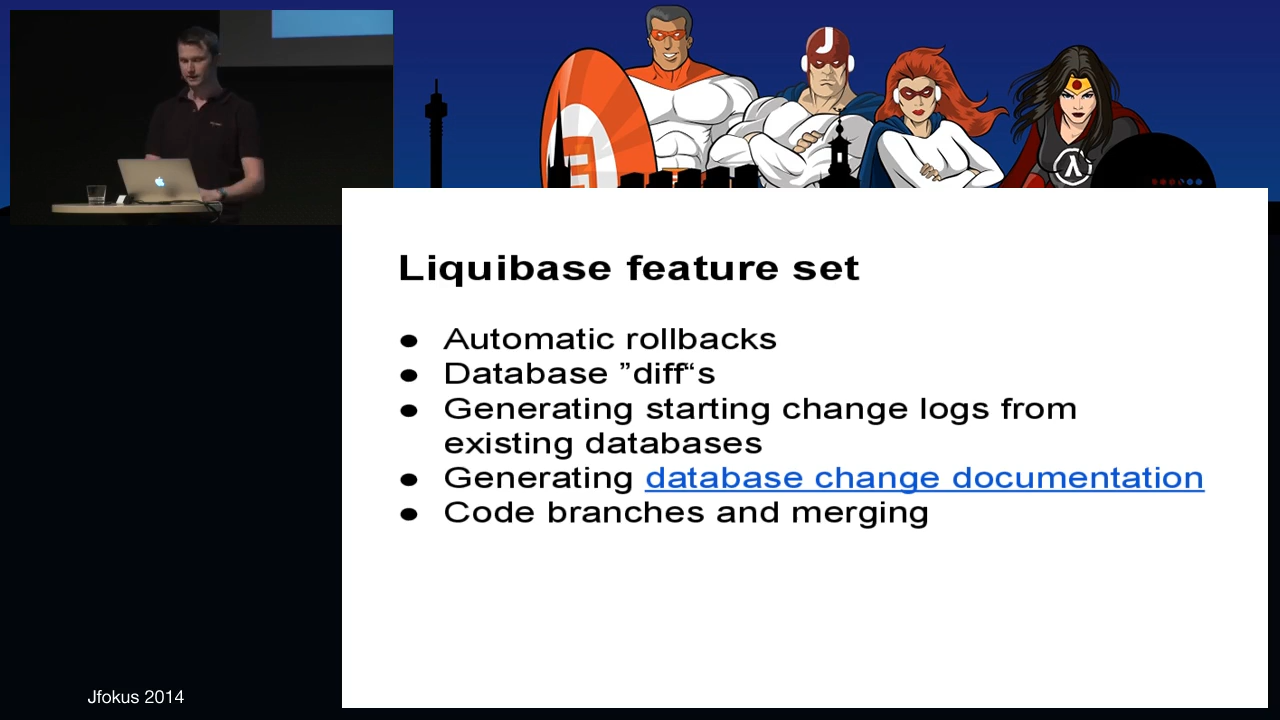 J
Liquibase feature set
● Automatic rollbacks
● Database ”diff“s
● Generating starting change logs from
existing databases
● Generating database change documentation
● Code branches and merging
Jfokus 2014